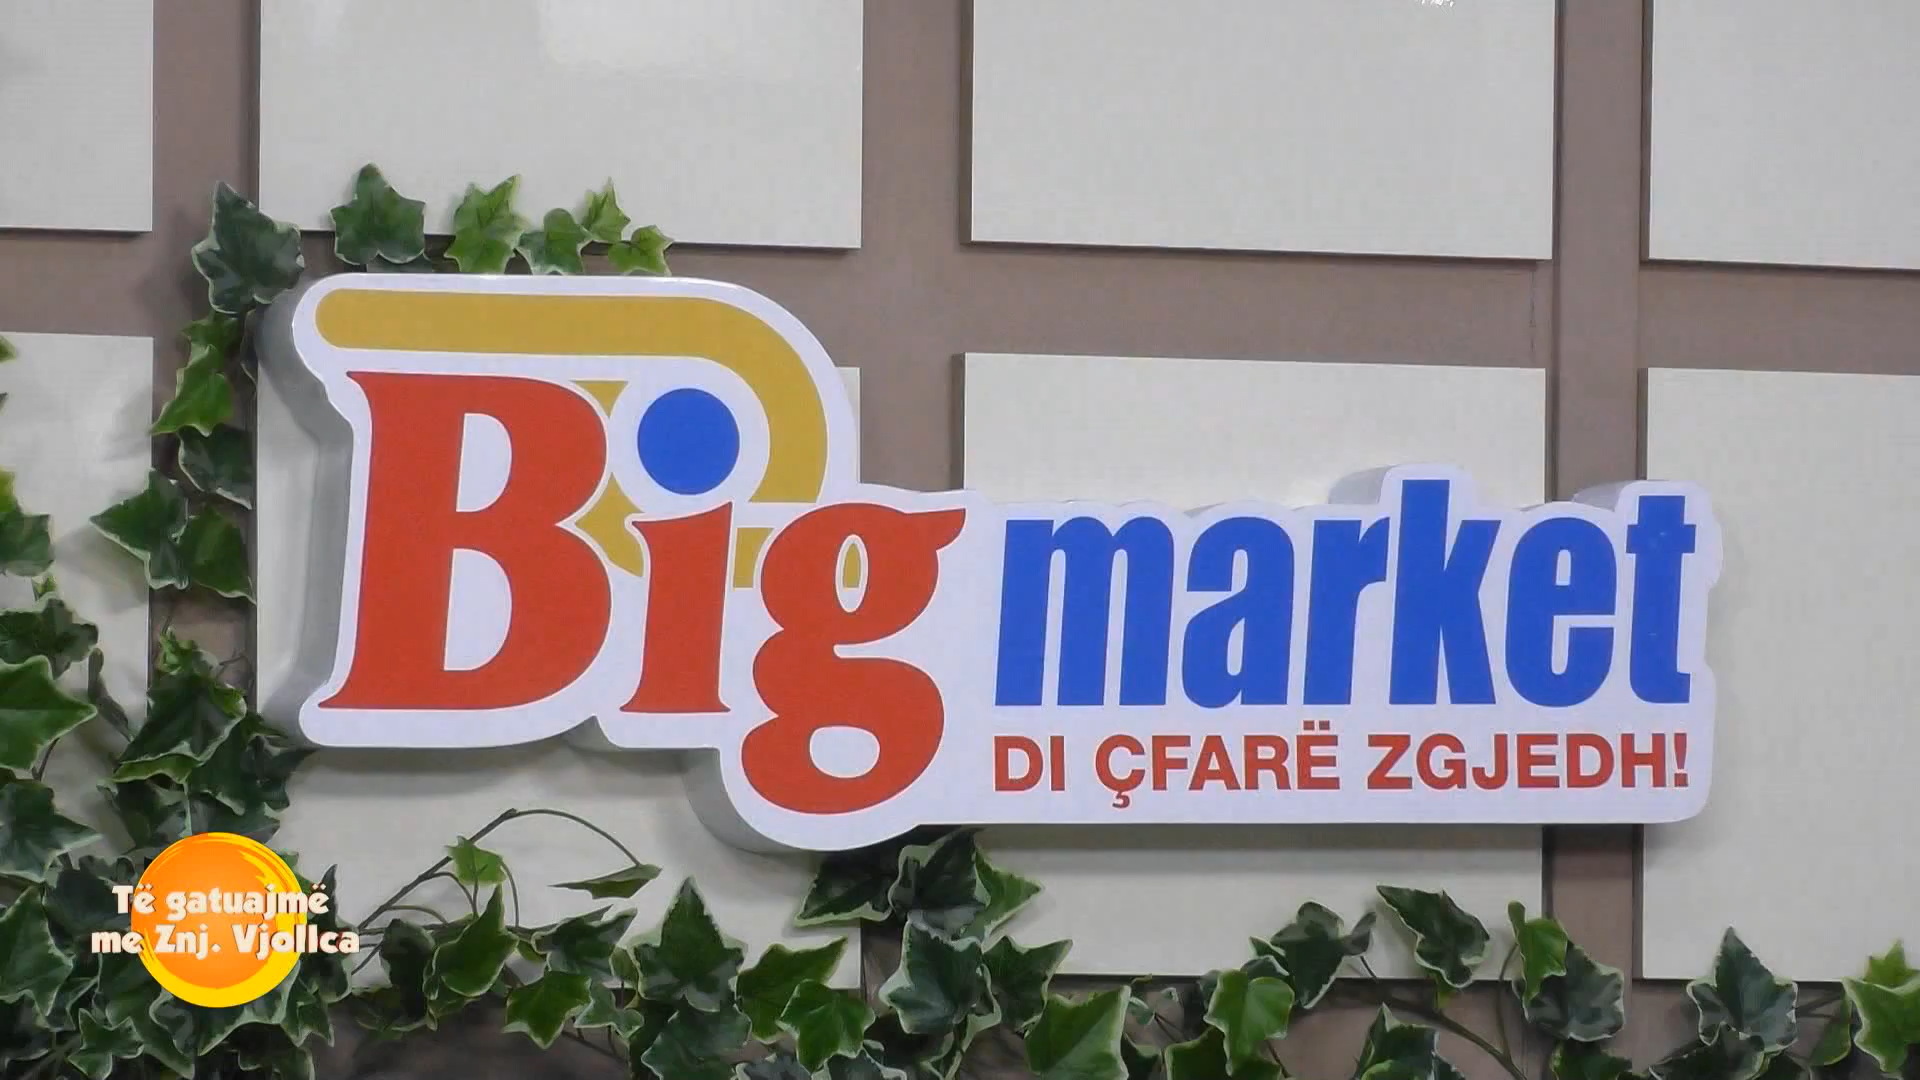 Big market
DI ÇFARË ZGJEDH!
Të gatuajmë
me Znj. Vjollca